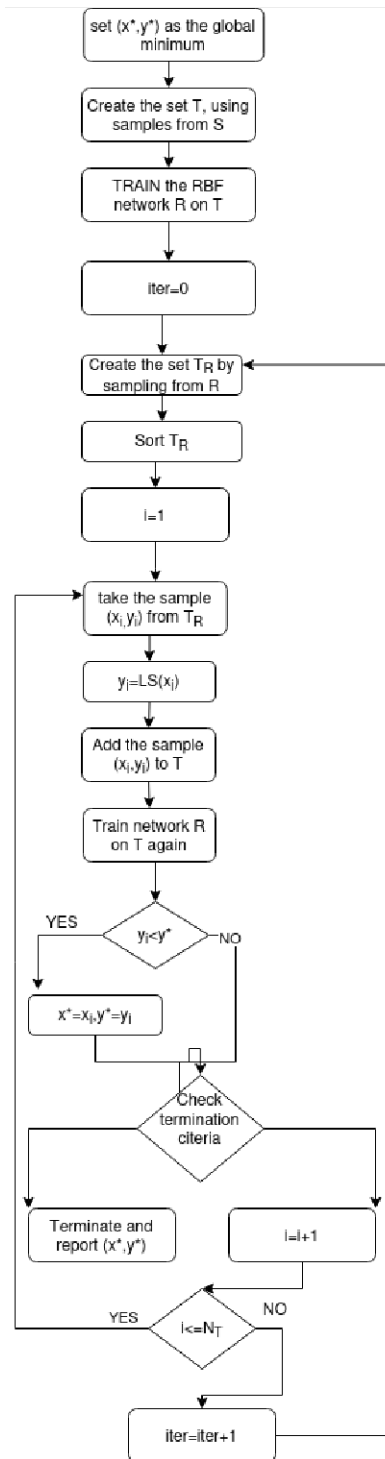 set (x*,y*) as the global
minimum
Create the set T, using
samples from S
TRAIN the RBF
network R on T
iter=0
Create the set TR by
sampling from R
Sort TR
i=1
take the sample
(xi,yi) from TR
yi=LS(xi)
Add the sample
(xi,yi) to T
Train network R
on T again
YES
yi<y*
NO
x*=xi,y*=yi
Check
termination
citeria
Terminate and
report (x*,y*)
i=i+1
YES
i<=NT
NO
iter=iter+1